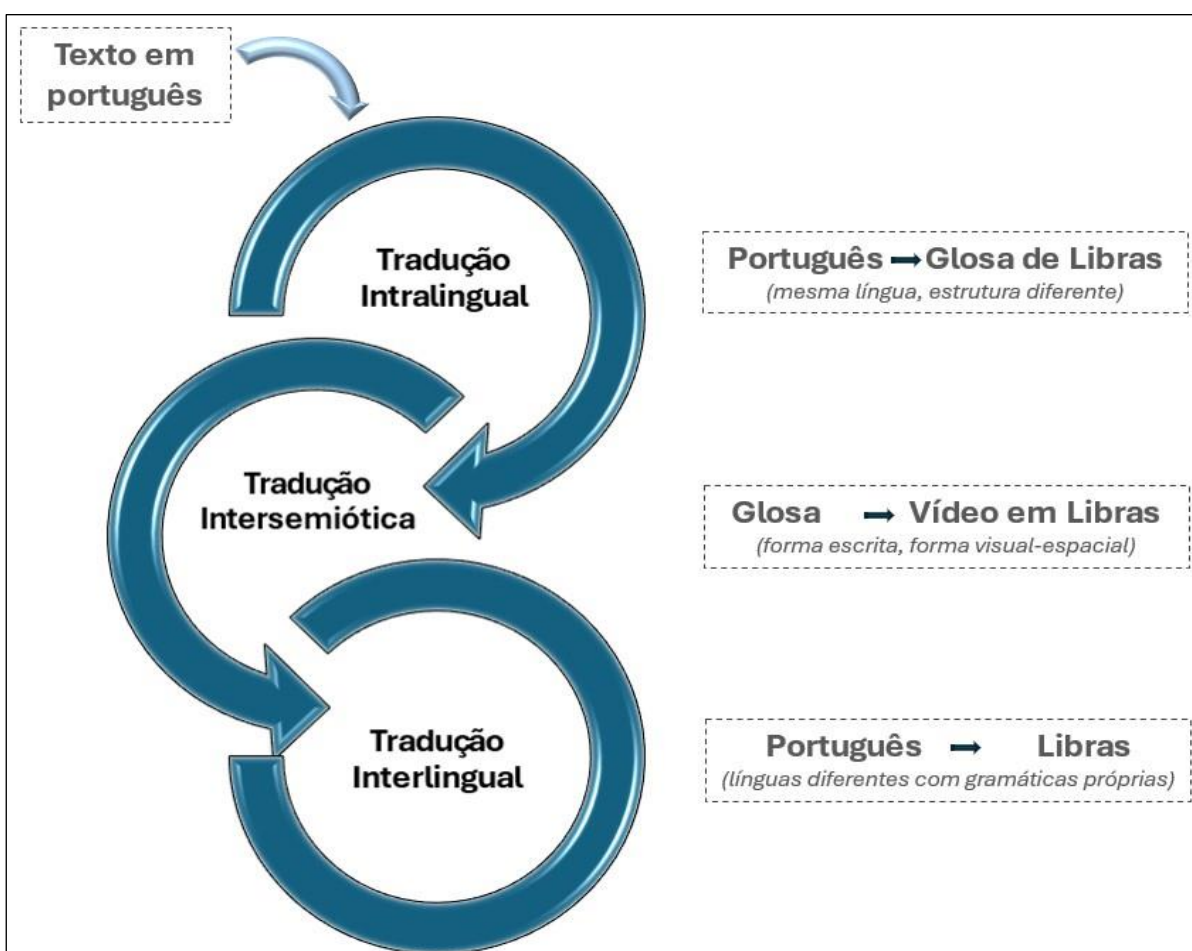 Texto em
português
Tradução
Intralingual
Português → Glosa de Libras
(mesma língua, estrutura diferente)
Tradução
Intersemiótica
Glosa → Vídeo em Libras
(forma escrita, forma visual-espacial)
Tradução
Interlingual
Português → Libras
(línguas diferentes com gramáticas próprias)